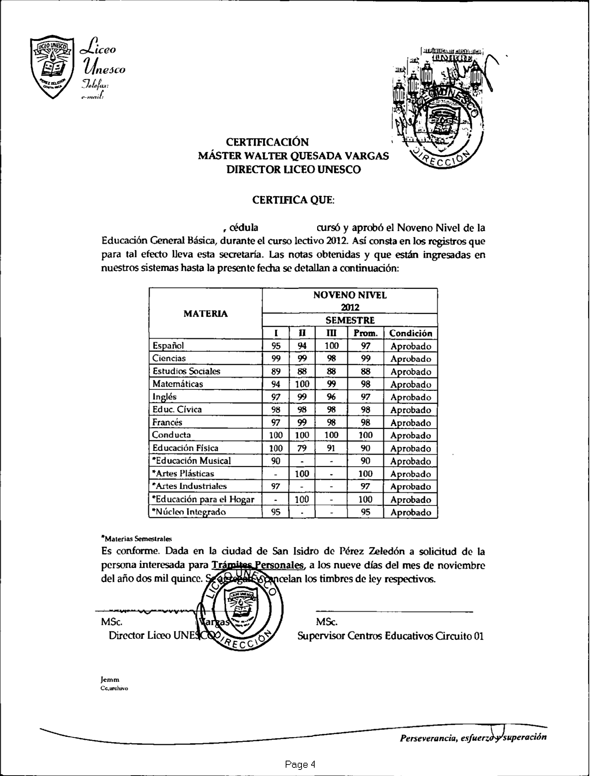 Liceo
Unesco
Telefax:
e-mail:
LICEO UNESCO
DIRECCIÓN
CERTIFICACIÓN
MÁSTER WALTER QUESADA VARGAS
DIRECTOR LICEO UNESCO
CERTIFICA QUE:
, cédula cursó y aprobó el Noveno Nivel de la
Educación General Básica, durante el curso lectivo 2012. Así consta en los registros que
para tal efecto lleva esta secretaría. Las notas obtenidas y que están ingresadas en
nuestros sistemas hasta la presente fecha se detallan a continuación:
MATERIA NOVENO NIVEL
2012
SEMESTRE
I II III Prom. Condición
Español 95 94 100 97 Aprobado
Ciencias 99 99 98 99 Aprobado
Estudios Sociales 89 88 88 88 Aprobado
Matemáticas 94 100 99 98 Aprobado
Inglés 97 99 96 97 Aprobado
Educ. Cívica 98 98 98 98 Aprobado
Francés 97 99 98 98 Aprobado
Conducta 100 100 100 100 Aprobado
Educación Física 100 79 91 90 Aprobado
*Educación Musical 90 - - 90 Aprobado
*Artes Plásticas - 100 - 100 Aprobado
*Artes Industriales 97 - - 97 Aprobado
*Educación para el Hogar - 100 - 100 Aprobado
*Núcleo Integrado 95 - - 95 Aprobado
*Materias Semestrales
Es conforme. Dada en la ciudad de San Isidro de Pérez Zeledón a solicitud de la
persona interesada para Trámites Personales, a los nueve días del mes de noviembre
del año dos mil quince. Se agregan y cancelan los timbres de ley respectivos.
MSc. Vargas MSc.
Director Liceo UNESCO Supervisor Centros Educativos Circuito 01
DIRECCIÓN
Jemm
Cc.archivo
Perseverancia, esfuerzo y superación
Page 4